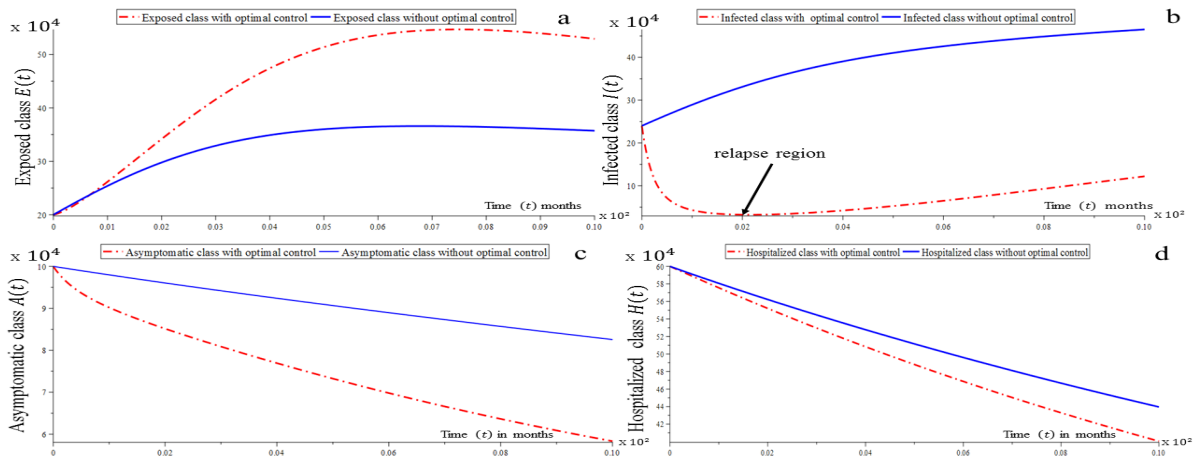 a
Exposed class with optimal control Exposed class without optimal control
x 10⁴
50
40
30
20
Exposed class E(t)
0 0.01 0.02 0.03 0.04 0.05 0.06 0.07 0.08 0.09 0.10
Time (t) months
x 10²
b
Infected class with optimal control Infected class without optimal control
x 10⁴
40
30
20
10
Infected class I(t)
relapse region
0 0.02 0.04 0.06 0.08 0.10
Time (t) months
x 10²
c
Asymptomatic class with optimal control Asymptomatic class without optimal control
x 10⁴
10
9
8
7
6
Asymptomatic class A(t)
0 0.02 0.04 0.06 0.08 0.10
Time (t) in months
x 10²
d
Hospitalized class with optimal control Hospitalized class without optimal control
x 10⁴
60
58
56
54
52
50
48
46
44
42
Hospitalized class H(t)
0 0.02 0.04 0.06 0.08 0.10
Time (t) in months
x 10²